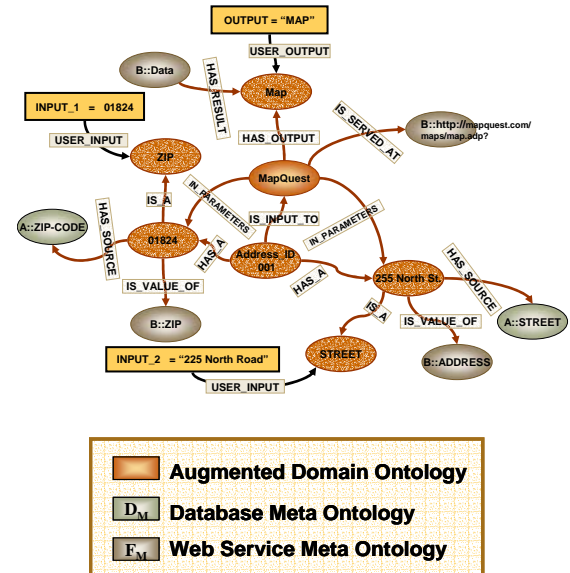 OUTPUT = “MAP”
USER_OUTPUT
B::Data
HAS_RESULT
Map
INPUT_1 = 01824
IS_SERVED_AT
B::http://mapquest.com/
maps/map.adp?
USER_INPUT
HAS_OUTPUT
ZIP
MapQuest
IS_A
IN_PARAMETERS
IS_INPUT_TO
IN_PARAMETERS
A::ZIP-CODE
HAS_SOURCE
01824
HAS_A
Address_ID
001
HAS_A
255 North St.
HAS_SOURCE
IS_VALUE_OF
IS_A
IS_VALUE_OF
A::STREET
B::ZIP
INPUT_2 = “225 North Road”
STREET
B::ADDRESS
USER_INPUT
Augmented Domain Ontology
DM Database Meta Ontology
FM Web Service Meta Ontology